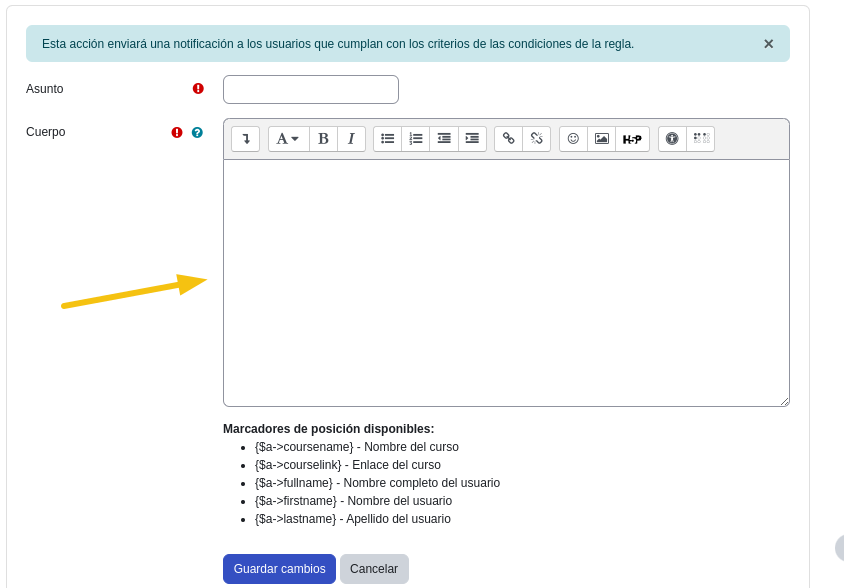 Esta acción enviará una notificación a los usuarios que cumplan con los criterios de las condiciones de la regla. ×
Asunto
Cuerpo
A B I H5P
Marcadores de posición disponibles:
• {$a->coursename} - Nombre del curso
• {$a->courselink} - Enlace del curso
• {$a->fullname} - Nombre completo del usuario
• {$a->firstname} - Nombre del usuario
• {$a->lastname} - Apellido del usuario
Guardar cambios Cancelar